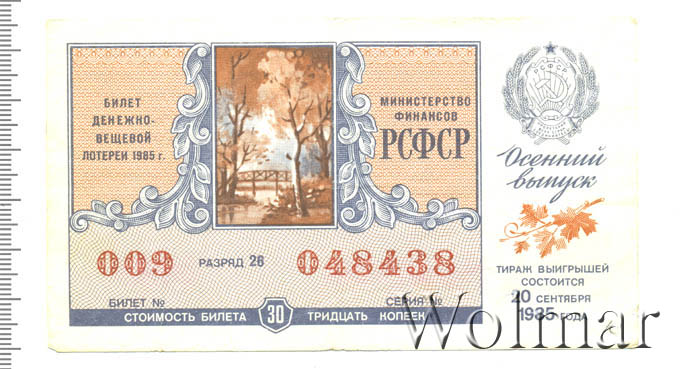 БИЛЕТ
ДЕНЕЖНО-
ВЕЩЕВОЙ
ЛОТЕРЕИ 1985 г.
МИНИСТЕРСТВО
ФИНАНСОВ
РСФСР
РСФСР
Осенний
выпуск
009 РАЗРЯД 26 048438
БИЛЕТ № СЕРИЯ №
СТОИМОСТЬ БИЛЕТА 30 ТРИДЦАТЬ КОПЕЕК
ТИРАЖ ВЫИГРЫШЕЙ
СОСТОИТСЯ
20 СЕНТЯБРЯ
1985 ГОДА
Wolmar